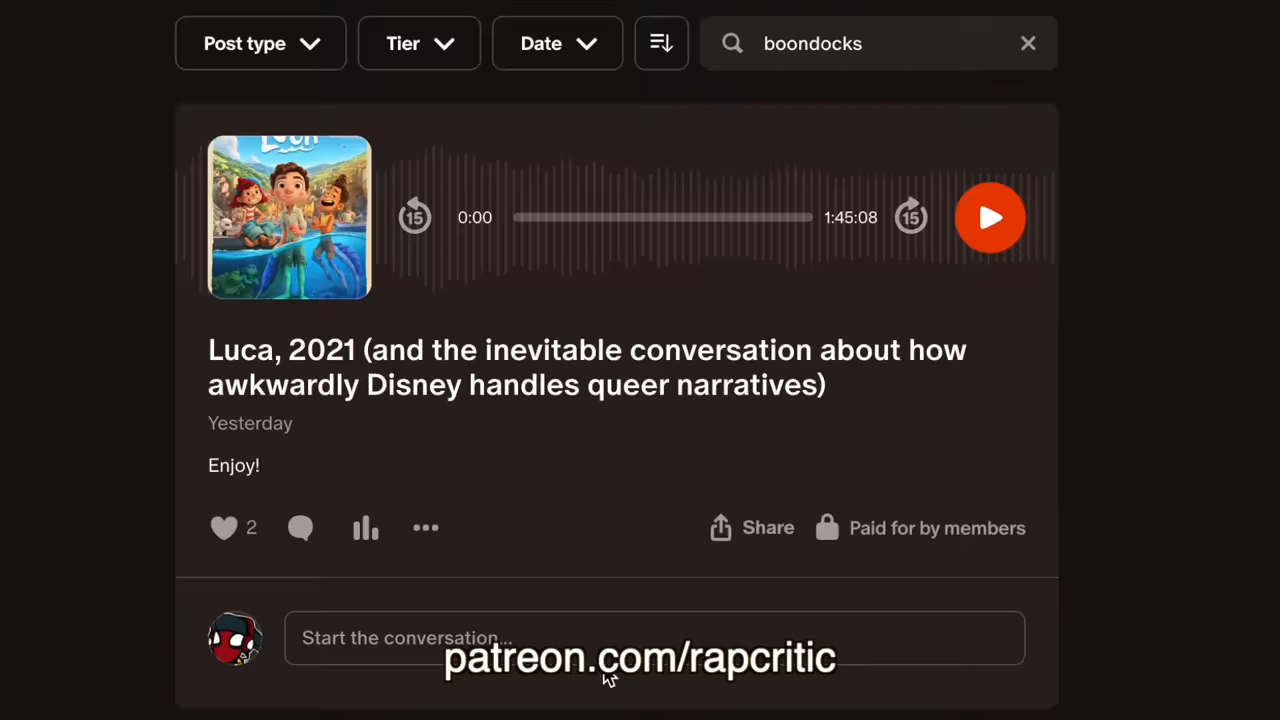 Post type
Tier
Date
boondocks
LUCA
15
0:00
1:45:08
15
Luca, 2021 (and the inevitable conversation about how
awkwardly Disney handles queer narratives)
Yesterday
Enjoy!
2
Share
Paid for by members
Start the conversation...
patreon.com/rapcritic